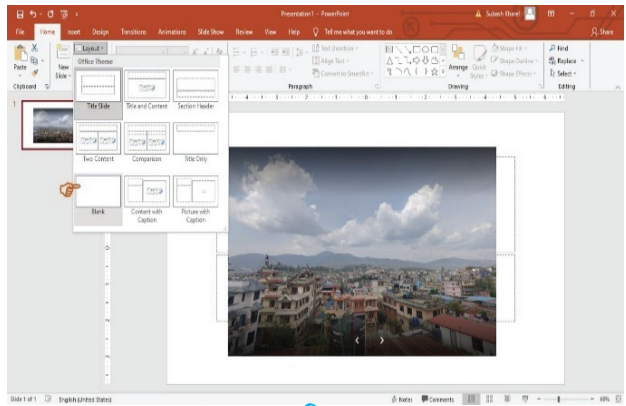 Presentation1 - PowerPoint
Subesh Kharel
File Home Insert Design Transitions Animations Slide Show Review View Help Tell me what you want to do Share
Paste
New
Slide
Layout
Clipboard
Office Theme
Title Slide Title and Content Section Header
Two Content Comparison Title Only
Blank Content with Caption Picture with Caption
Text Direction
Align Text
Convert to SmartArt
Paragraph
Arrange Quick
Styles
Shape Fill
Shape Outline
Shape Effects
Drawing
Find
Replace
Select
Editing
1
Slide 1 of 1 English (United States) Notes Comments